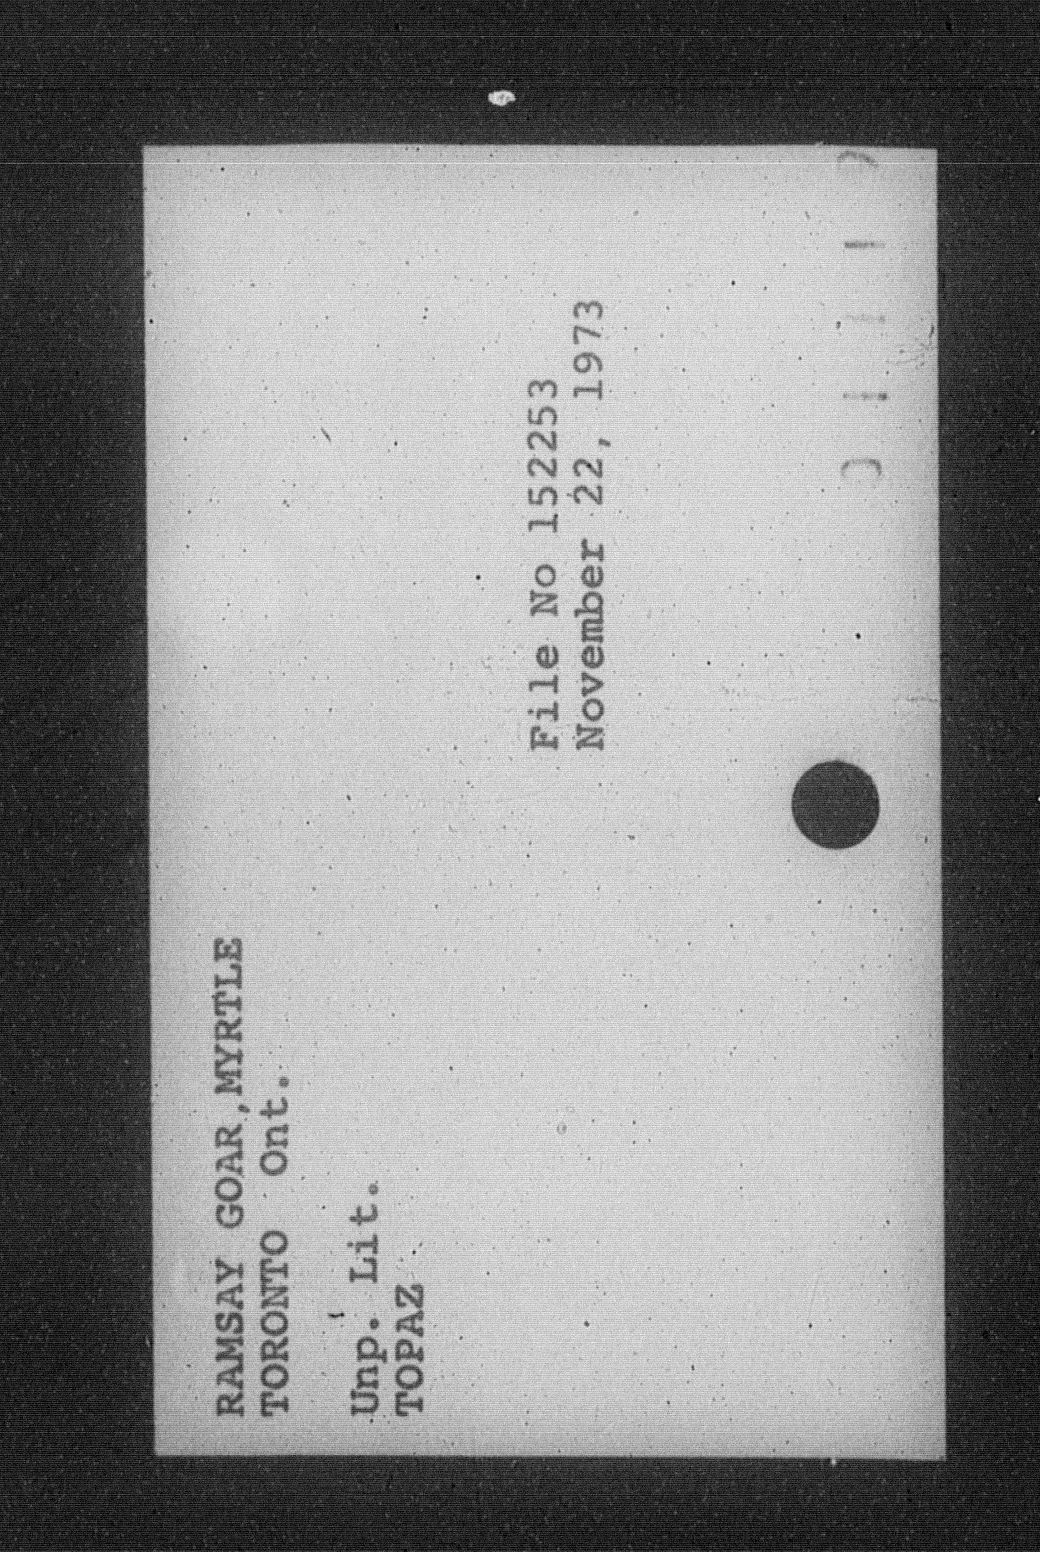 RAMSAY GOAR,MYRTLE
TORONTO Ont.
Unp. Lit.
TOPAZ
File No 152253
November 22, 1973